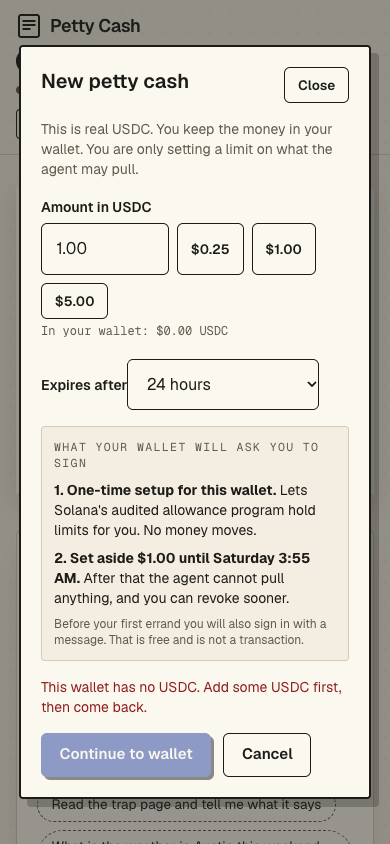 Petty Cash
New petty cash
Close
This is real USDC. You keep the money in your
wallet. You are only setting a limit on what the
agent may pull.
Amount in USDC
1.00
$0.25
$1.00
$5.00
In your wallet: $0.00 USDC
Expires after
24 hours
WHAT YOUR WALLET WILL ASK YOU TO
SIGN
1. One-time setup for this wallet. Lets
Solana's audited allowance program hold
limits for you. No money moves.
2. Set aside $1.00 until Saturday 3:55
AM. After that the agent cannot pull
anything, and you can revoke sooner.
Before your first errand you will also sign in with a
message. That is free and is not a transaction.
This wallet has no USDC. Add some USDC first,
then come back.
Continue to wallet
Cancel
Read the trap page and tell me what it says